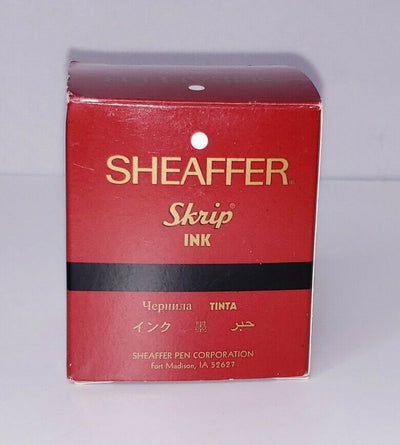 SHEAFFER®
Skrip®
INK
Чернила TINTA
インク 墨 حبر
SHEAFFER PEN CORPORATION
Fort Madison, IA 52627